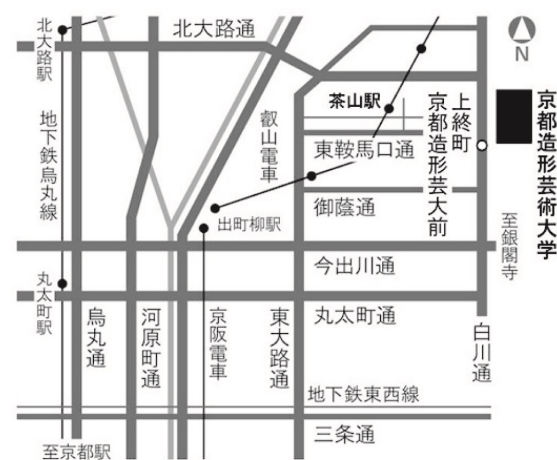 北大路通
北大路駅
N
茶山駅
上終町
京都造形芸大前
京都造形芸術大学
地下鉄烏丸線
叡山電車
東鞍馬口通
御蔭通
出町柳駅
至銀閣寺
今出川通
丸太町駅
丸太町通
烏丸通
河原町通
京阪電車
東大路通
白川通
地下鉄東西線
三条通
至京都駅